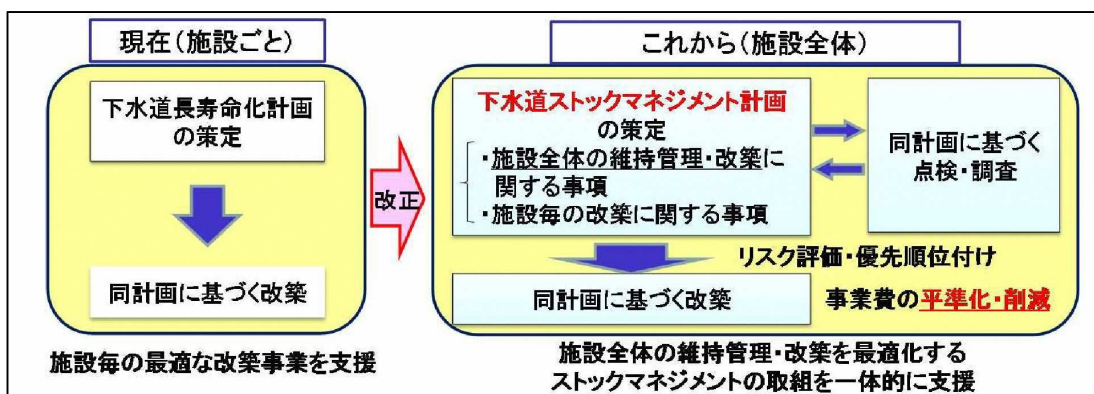 現在(施設ごと)
下水道長寿命化計画
の策定
同計画に基づく改築
施設毎の最適な改築事業を支援
改正
これから(施設全体)
下水道ストックマネジメント計画
の策定
・施設全体の維持管理・改築に
関する事項
・施設毎の改築に関する事項
同計画に基づく
点検・調査
リスク評価・優先順位付け
同計画に基づく改築
事業費の平準化・削減
施設全体の維持管理・改築を最適化する
ストックマネジメントの取組を一体的に支援